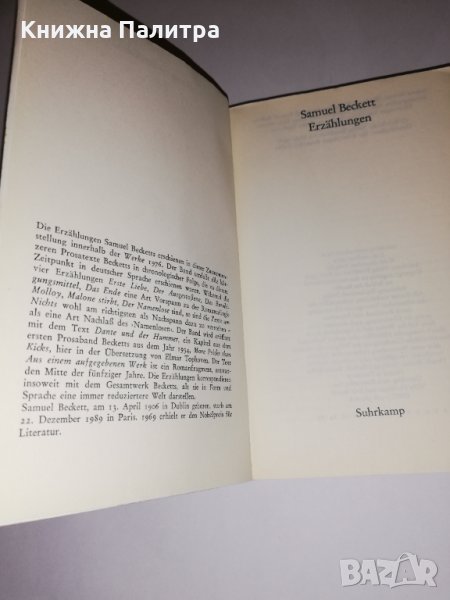 Книжна Палитра
Die Erzählungen Samuel Becketts erschienen in dieser Zusammen-
stellung innerhalb der Werke 1976. Der Band umfaßt alle kür-
zeren Prosatexte Becketts in chronologischer Folge, die zu diesem
Zeitpunkt in deutscher Sprache erschienen waren. Während die
vier Erzählungen Erste Liebe, Der Ausgestoßene, Das Beruhi-
gungsmittel, Das Ende eine Art Vorspann zu der Romantrilogie
Molloy, Malone stirbt, Der Namenlose sind, so sind die Texte um
Nichts wohl am richtigsten als Nachspann dazu zu verstehen –
als eine Art Nachlaß des ›Namenlosen‹. Der Band wird eröffnet
mit dem Text Dante und der Hummer, ein Kapitel aus dem
ersten Prosaband Becketts aus dem Jahr 1934, More Pricks than
Kicks, hier in der Übersetzung von Elmar Tophoven. Der Text
Aus einem aufgegebenen Werk ist ein Romanfragment, entstan-
den Mitte der fünfziger Jahre. Die Erzählungen korrespondieren
insoweit mit dem Gesamtwerk Becketts, als sie in Form und
Sprache eine immer reduziertere Welt darstellen.
Samuel Beckett, am 13. April 1906 in Dublin geboren, starb am
22. Dezember 1989 in Paris. 1969 erhielt er den Nobelpreis für
Literatur.
Samuel Beckett
Erzählungen
Suhrkamp
BAZAR
bg